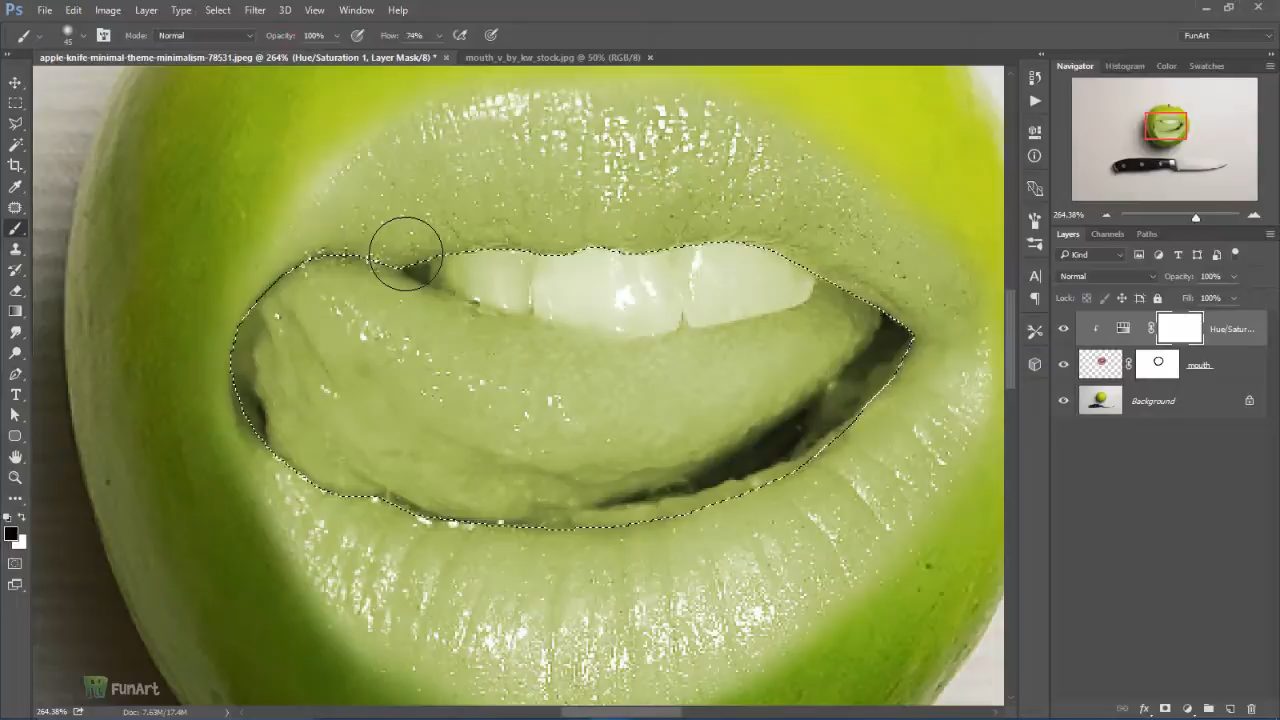 Ps File Edit Image Layer Type Select Filter 3D View Window Help
45 Mode: Normal Opacity: 100% Flow: 74% FunArt
apple-knife-minimal-theme-minimalism-78531.jpeg @ 264% (Hue/Saturation 1, Layer Mask/8) * × mouth_v_by_kw_stock.jpg @ 50% (RGB/8) ×
Navigator Histogram Color Swatches
264.38%
Layers Channels Paths
Kind
Normal Opacity: 100%
Lock: Fill: 100%
Hue/Satur...
mouth
Background
FunArt
264.38% Doc: 7.63M/17.4M